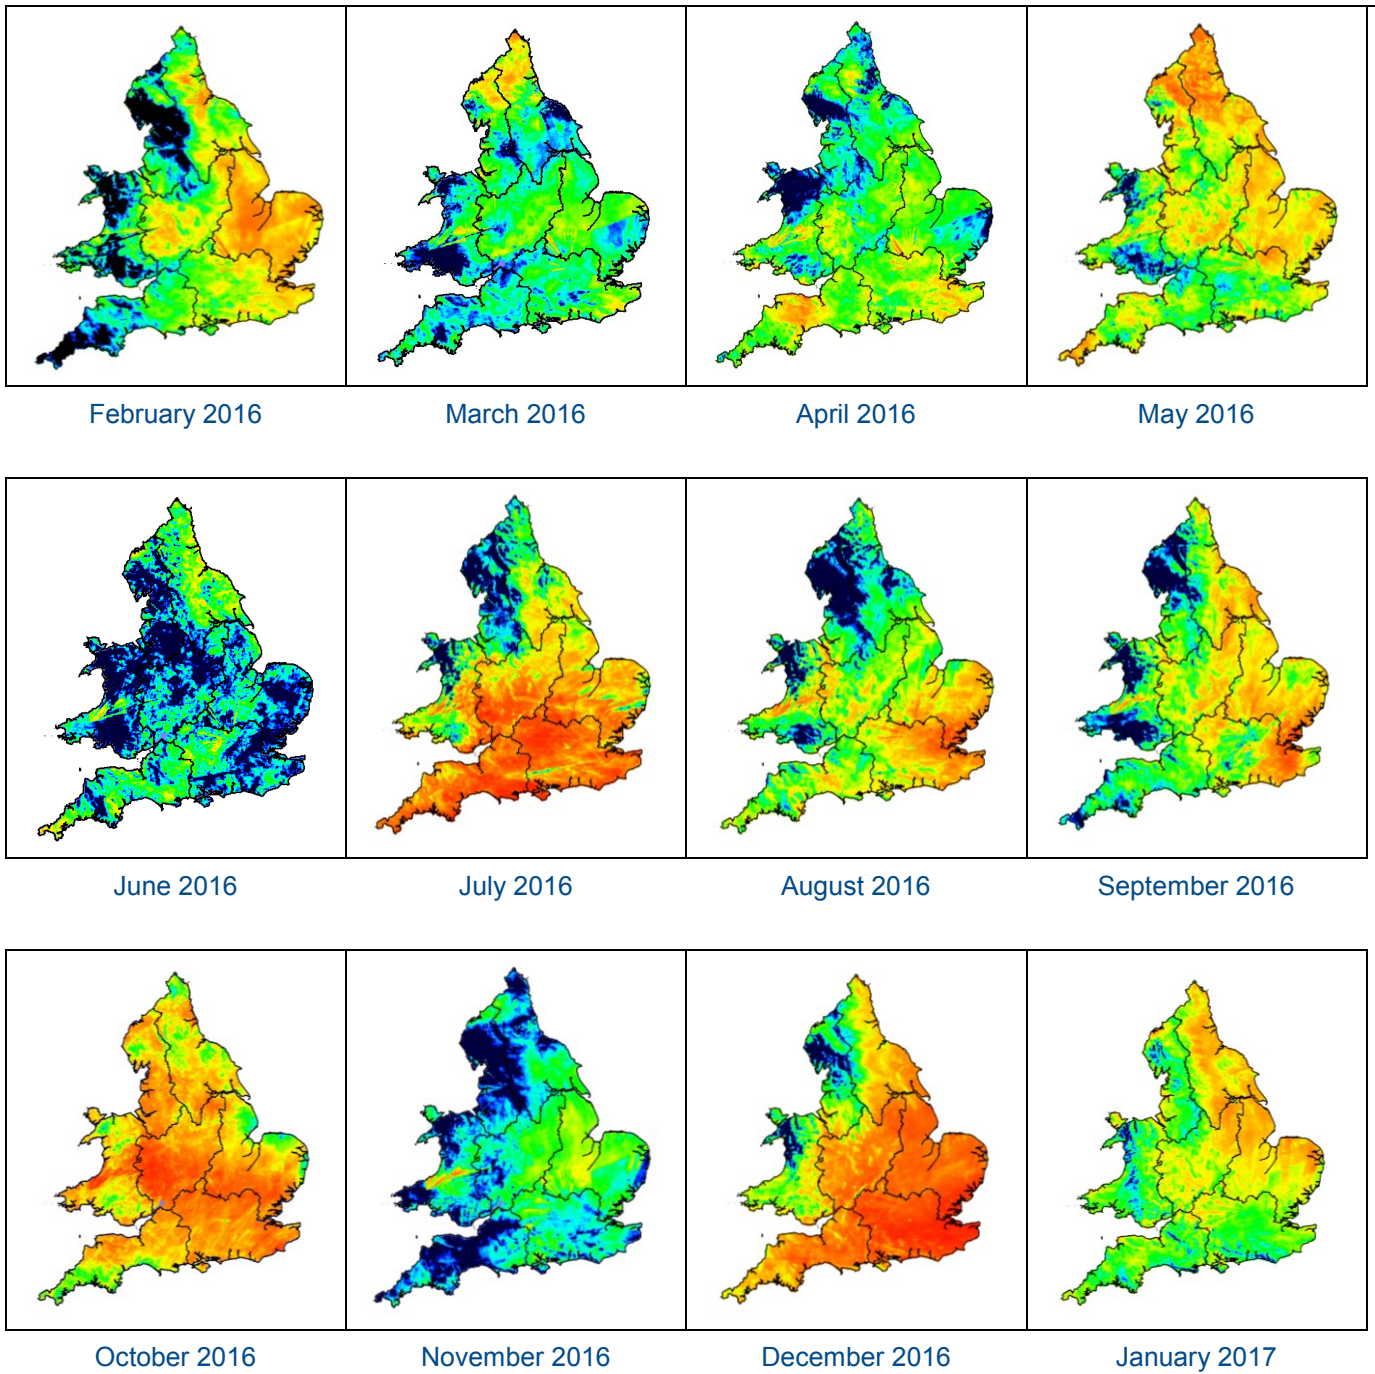 February 2016
March 2016
April 2016
May 2016
June 2016
July 2016
August 2016
September 2016
October 2016
November 2016
December 2016
January 2017